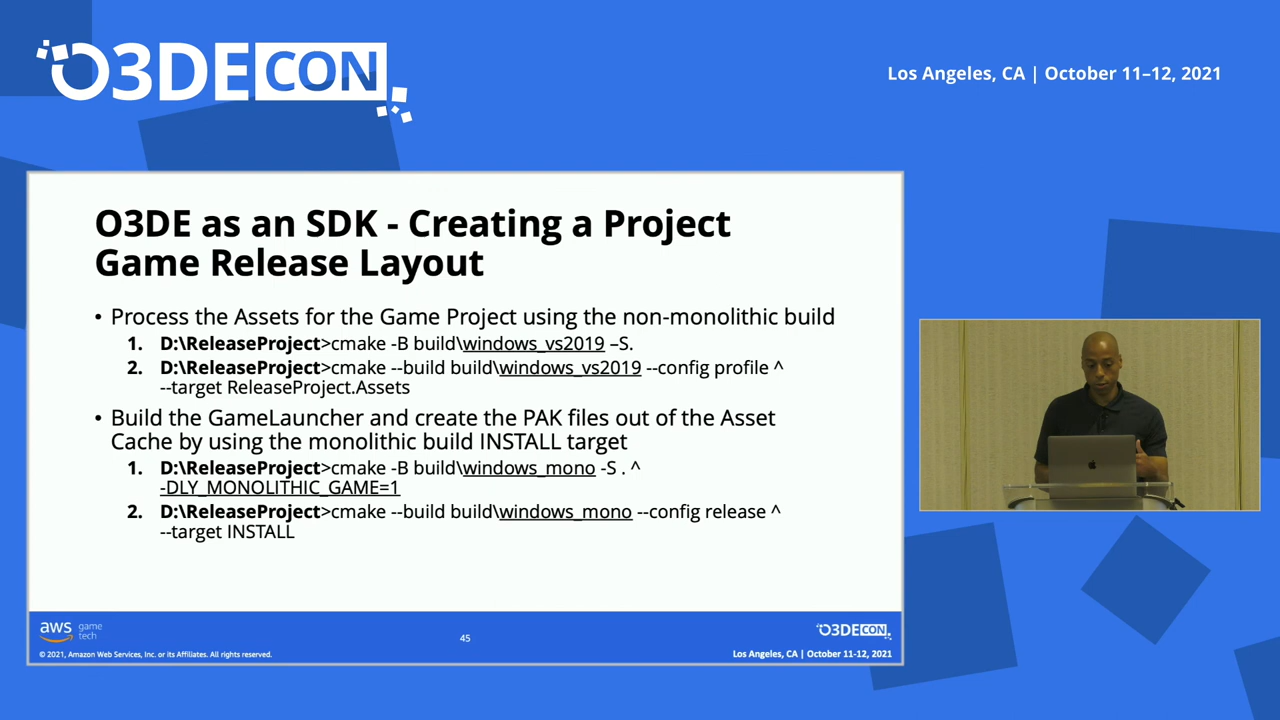 O3DECON
Los Angeles, CA | October 11–12, 2021
O3DE as an SDK - Creating a Project
Game Release Layout
• Process the Assets for the Game Project using the non-monolithic build
1. D:\ReleaseProject>cmake -B build\windows_vs2019 –S.
2. D:\ReleaseProject>cmake --build build\windows_vs2019 --config profile ^
--target ReleaseProject.Assets
• Build the GameLauncher and create the PAK files out of the Asset
Cache by using the monolithic build INSTALL target
1. D:\ReleaseProject>cmake -B build\windows_mono -S . ^
-DLY_MONOLITHIC_GAME=1
2. D:\ReleaseProject>cmake --build build\windows_mono --config release ^
--target INSTALL
aws game
tech
45
O3DECON
© 2021, Amazon Web Services, Inc. or its Affiliates. All rights reserved.
Los Angeles, CA | October 11-12, 2021